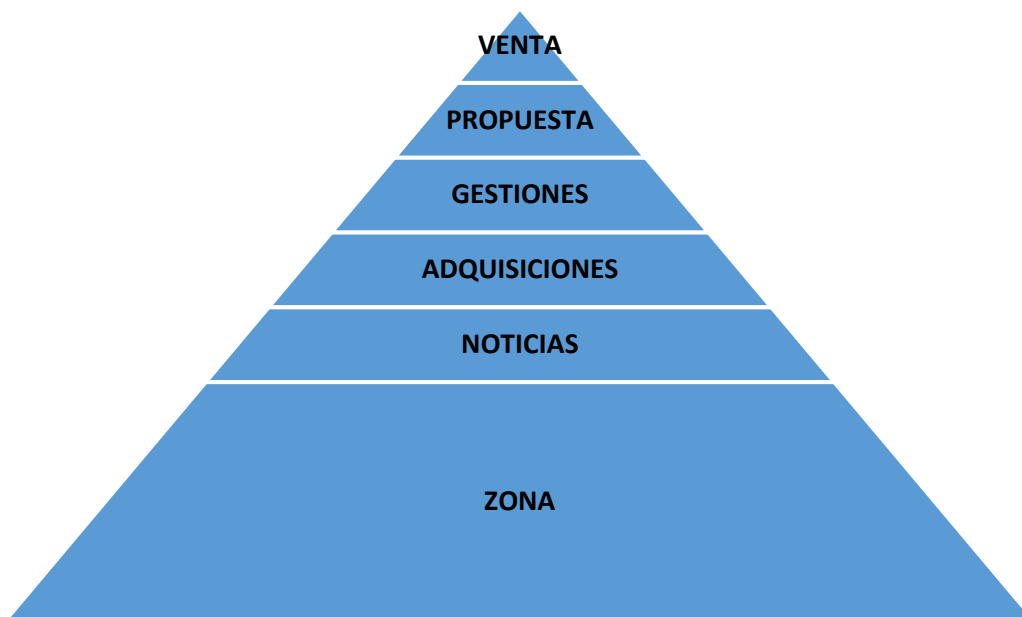 VENTA
PROPUESTA
GESTIONES
ADQUISICIONES
NOTICIAS
ZONA